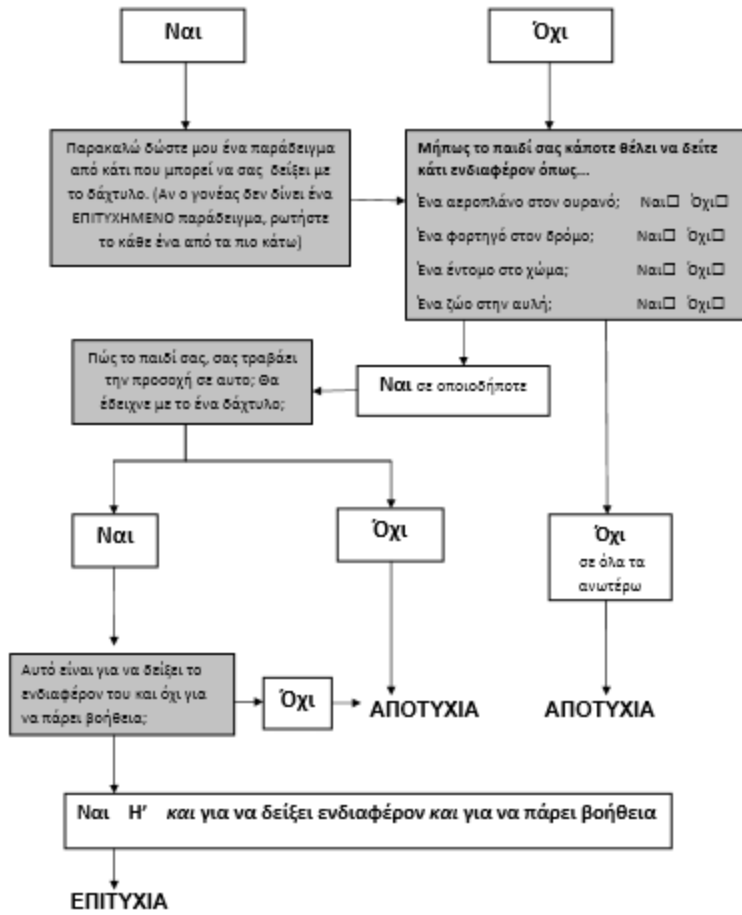 Ναι
Όχι
Παρακαλώ δώστε μου ένα παράδειγμα
από κάτι που μπορεί να σας δείξει με
το δάχτυλο. (Αν ο γονέας δεν δίνει ένα
ΕΠΙΤΥΧΗΜΕΝΟ παράδειγμα, ρωτήστε
το κάθε ένα από τα πιο κάτω)
Μήπως το παιδί σας κάποτε θέλει να δείτε
κάτι ενδιαφέρον όπως...
Ένα αεροπλάνο στον ουρανό; Ναι□ Όχι□
Ένα φορτηγό στον δρόμο; Ναι□ Όχι□
Ένα έντομο στο χώμα; Ναι□ Όχι□
Ένα ζώο στην αυλή; Ναι□ Όχι□
Πώς το παιδί σας, σας τραβάει
την προσοχή σε αυτο; Θα
έδειχνε με το ένα δάχτυλο;
Ναι σε οποιοδήποτε
Ναι
Όχι
Όχι
σε όλα τα
ανωτέρω
Αυτό είναι για να δείξει το
ενδιαφέρον του και όχι για
να πάρει βοήθεια;
Όχι
ΑΠΟΤΥΧΙΑ
ΑΠΟΤΥΧΙΑ
Ναι Η’ και για να δείξει ενδιαφέρον και για να πάρει βοήθεια
ΕΠΙΤΥΧΙΑ